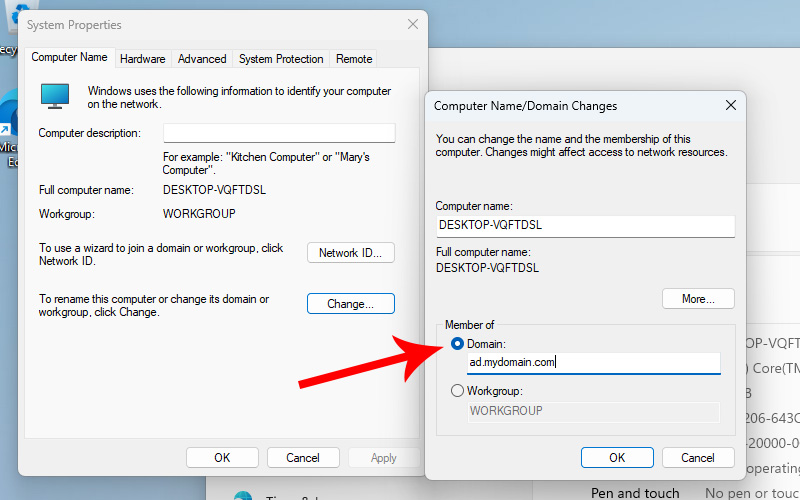 System Properties
Computer Name
Hardware
Advanced
System Protection
Remote
Windows uses the following information to identify your computer
on the network.
Computer description:
For example: "Kitchen Computer" or "Mary's
Computer".
Full computer name:
DESKTOP-VQFTDSL
Workgroup:
WORKGROUP
To use a wizard to join a domain or workgroup, click
Network ID.
Network ID...
To rename this computer or change its domain or
workgroup, click Change.
Change...
OK
Cancel
Apply
Computer Name/Domain Changes
You can change the name and the membership of this
computer. Changes might affect access to network resources.
Computer name:
DESKTOP-VQFTDSL
Full computer name:
DESKTOP-VQFTDSL
More...
Member of
Domain:
ad.mydomain.com
Workgroup:
WORKGROUP
OK
Cancel
OP-VQFT
) Core(TM
206-643C
-20000-0
operating
Pen and touch
No pen or touc